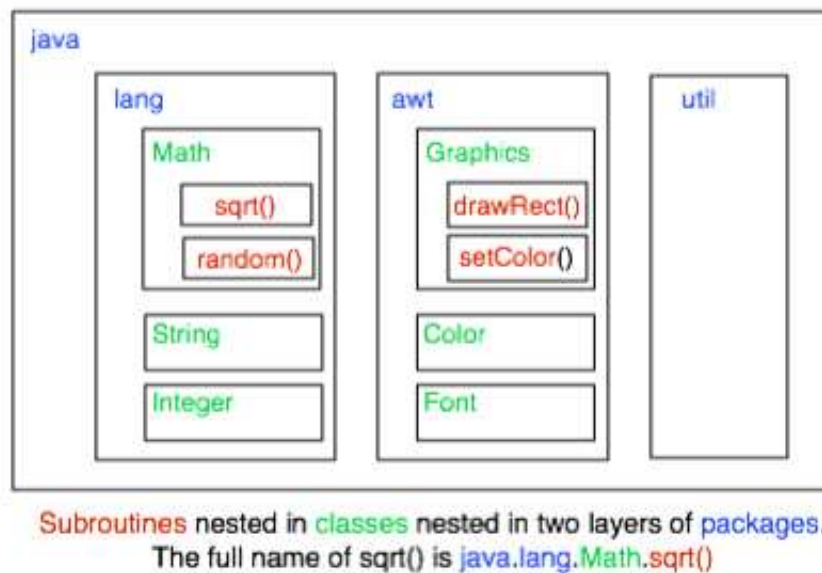 java
lang
awt
util
Math
Graphics
sqrt()
drawRect()
random()
setColor()
String
Color
Integer
Font
Subroutines nested in classes nested in two layers of packages.
The full name of sqrt() is java.lang.Math.sqrt()